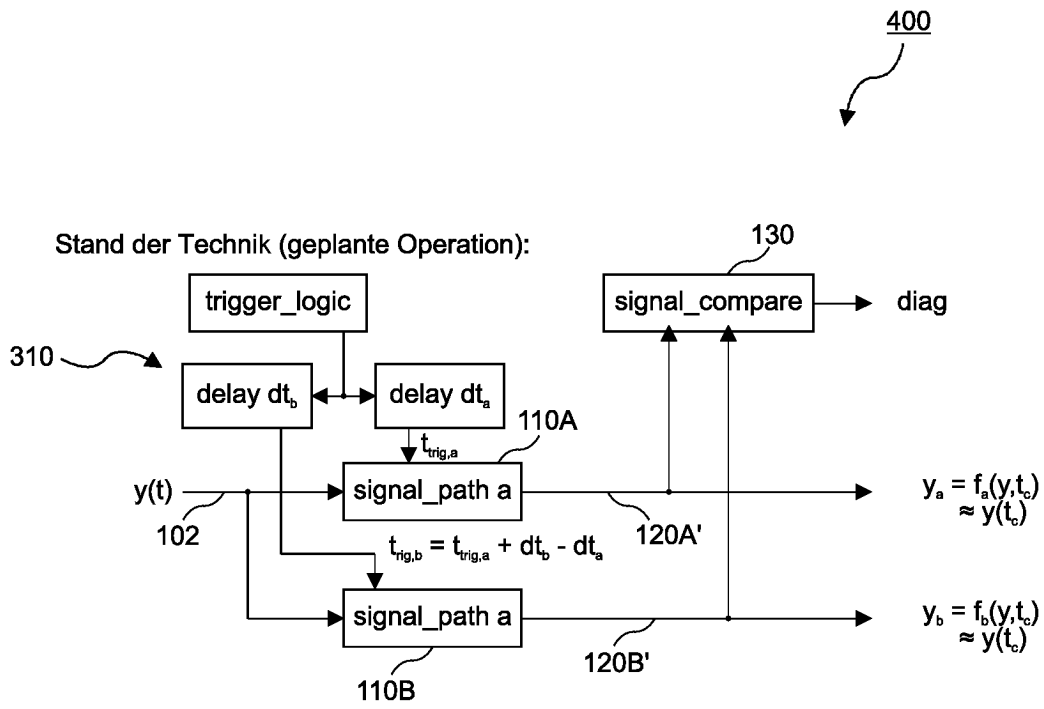 400
Stand der Technik (geplante Operation):
130
trigger_logic
signal_compare
diag
310
delay dt_b
delay dt_a
110A
t_trig,a
y(t)
signal_path a
y_a = f_a(y,t_c)
≈ y(t_c)
102
120A'
t_rig,b = t_trig,a + dt_b - dt_a
signal_path a
y_b = f_b(y,t_c)
≈ y(t_c)
120B'
110B